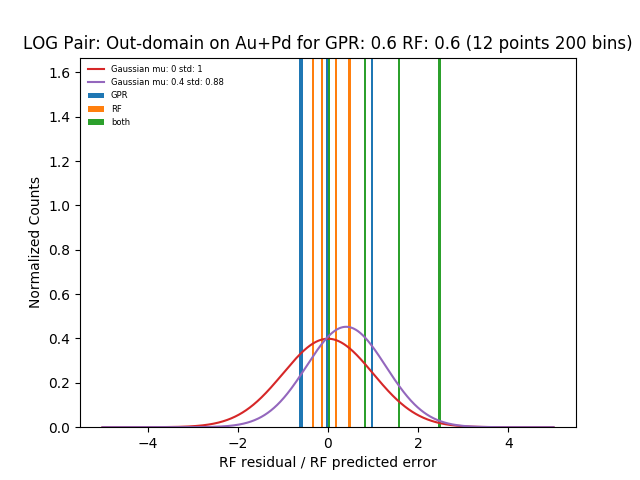 LOG Pair: Out-domain on Au+Pd for GPR: 0.6 RF: 0.6 (12 points 200 bins)
Gaussian mu: 0 std: 1
Gaussian mu: 0.4 std: 0.88
GPR
RF
both
Normalized Counts
1.6
1.4
1.2
1.0
0.8
0.6
0.4
0.2
0.0
−4
−2
0
2
4
RF residual / RF predicted error